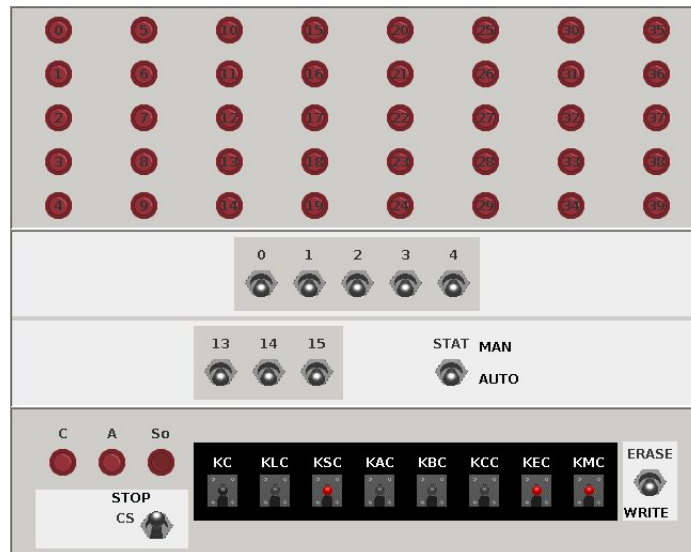 0 5 10 15 20 25 30 35
1 6 11 16 21 26 31 36
2 7 12 17 22 27 32 37
3 8 13 18 23 28 33 38
4 9 14 19 24 29 34 39
0 1 2 3 4
13 14 15 STAT MAN
AUTO
C A So
KC KLC KSC KAC KBC KCC KEC KMC ERASE
STOP
CS
WRITE